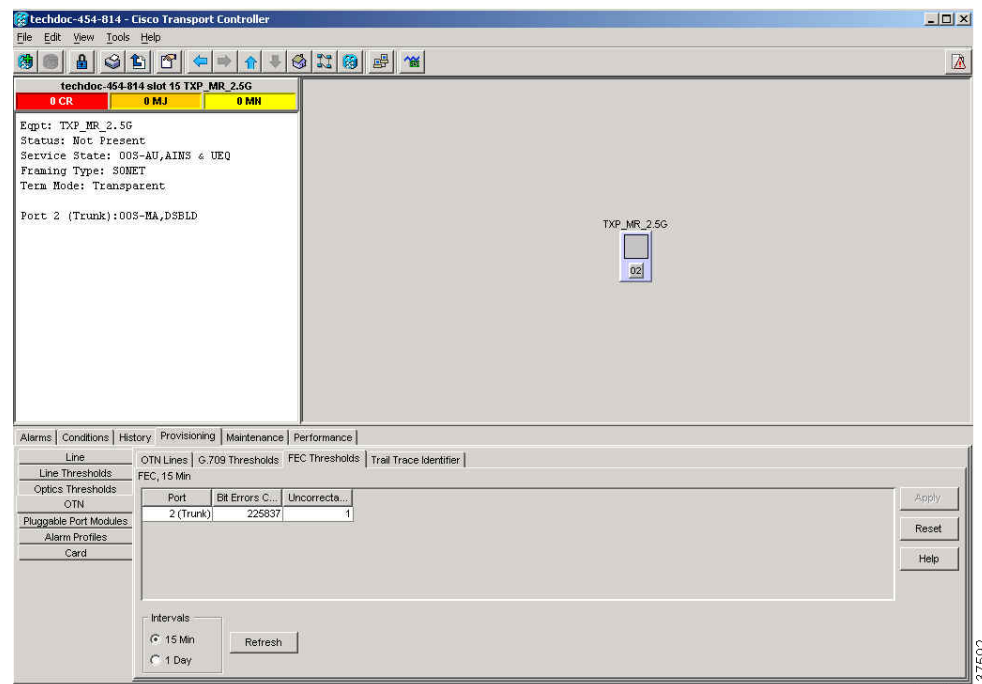 techdoc-454-814 - Cisco Transport Controller
File Edit View Tools Help
techdoc-454-814 slot 15 TXP_MR_2.5G
0 CR 0 MJ 0 MN
Eqpt: TXP_MR_2.5G
Status: Not Present
Service State: OOS-AU,AINS & UEQ
Framing Type: SONET
Term Mode: Transparent
Port 2 (Trunk):OOS-MA,DSBLD
TXP_MR_2.5G
02
Alarms Conditions History Provisioning Maintenance Performance
Line
Line Thresholds
Optics Thresholds
OTN
Pluggable Port Modules
Alarm Profiles
Card
OTN Lines G.709 Thresholds FEC Thresholds Trail Trace Identifier
FEC, 15 Min
Port Bit Errors C... Uncorrecta...
2 (Trunk) 225837 1
Apply
Reset
Help
Intervals
15 Min
1 Day
Refresh